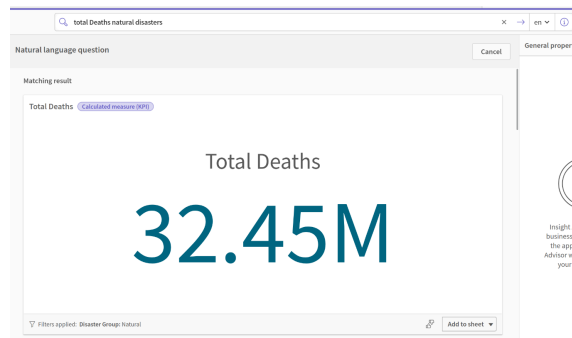 total Deaths natural disasters
en
Natural language question
Cancel
General proper
Matching result
Total Deaths Calculated measure (KPI)
Total Deaths
32.45M
Insight
business
the app
Advisor w
your
Filters applied: Disaster Group: Natural
Add to sheet